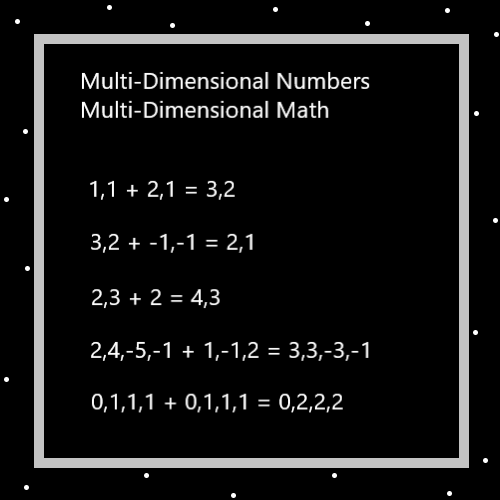 Multi-Dimensional Numbers
Multi-Dimensional Math
1,1 + 2,1 = 3,2
3,2 + -1,-1 = 2,1
2,3 + 2 = 4,3
2,4,-5,-1 + 1,-1,2 = 3,3,-3,-1
0,1,1,1 + 0,1,1,1 = 0,2,2,2